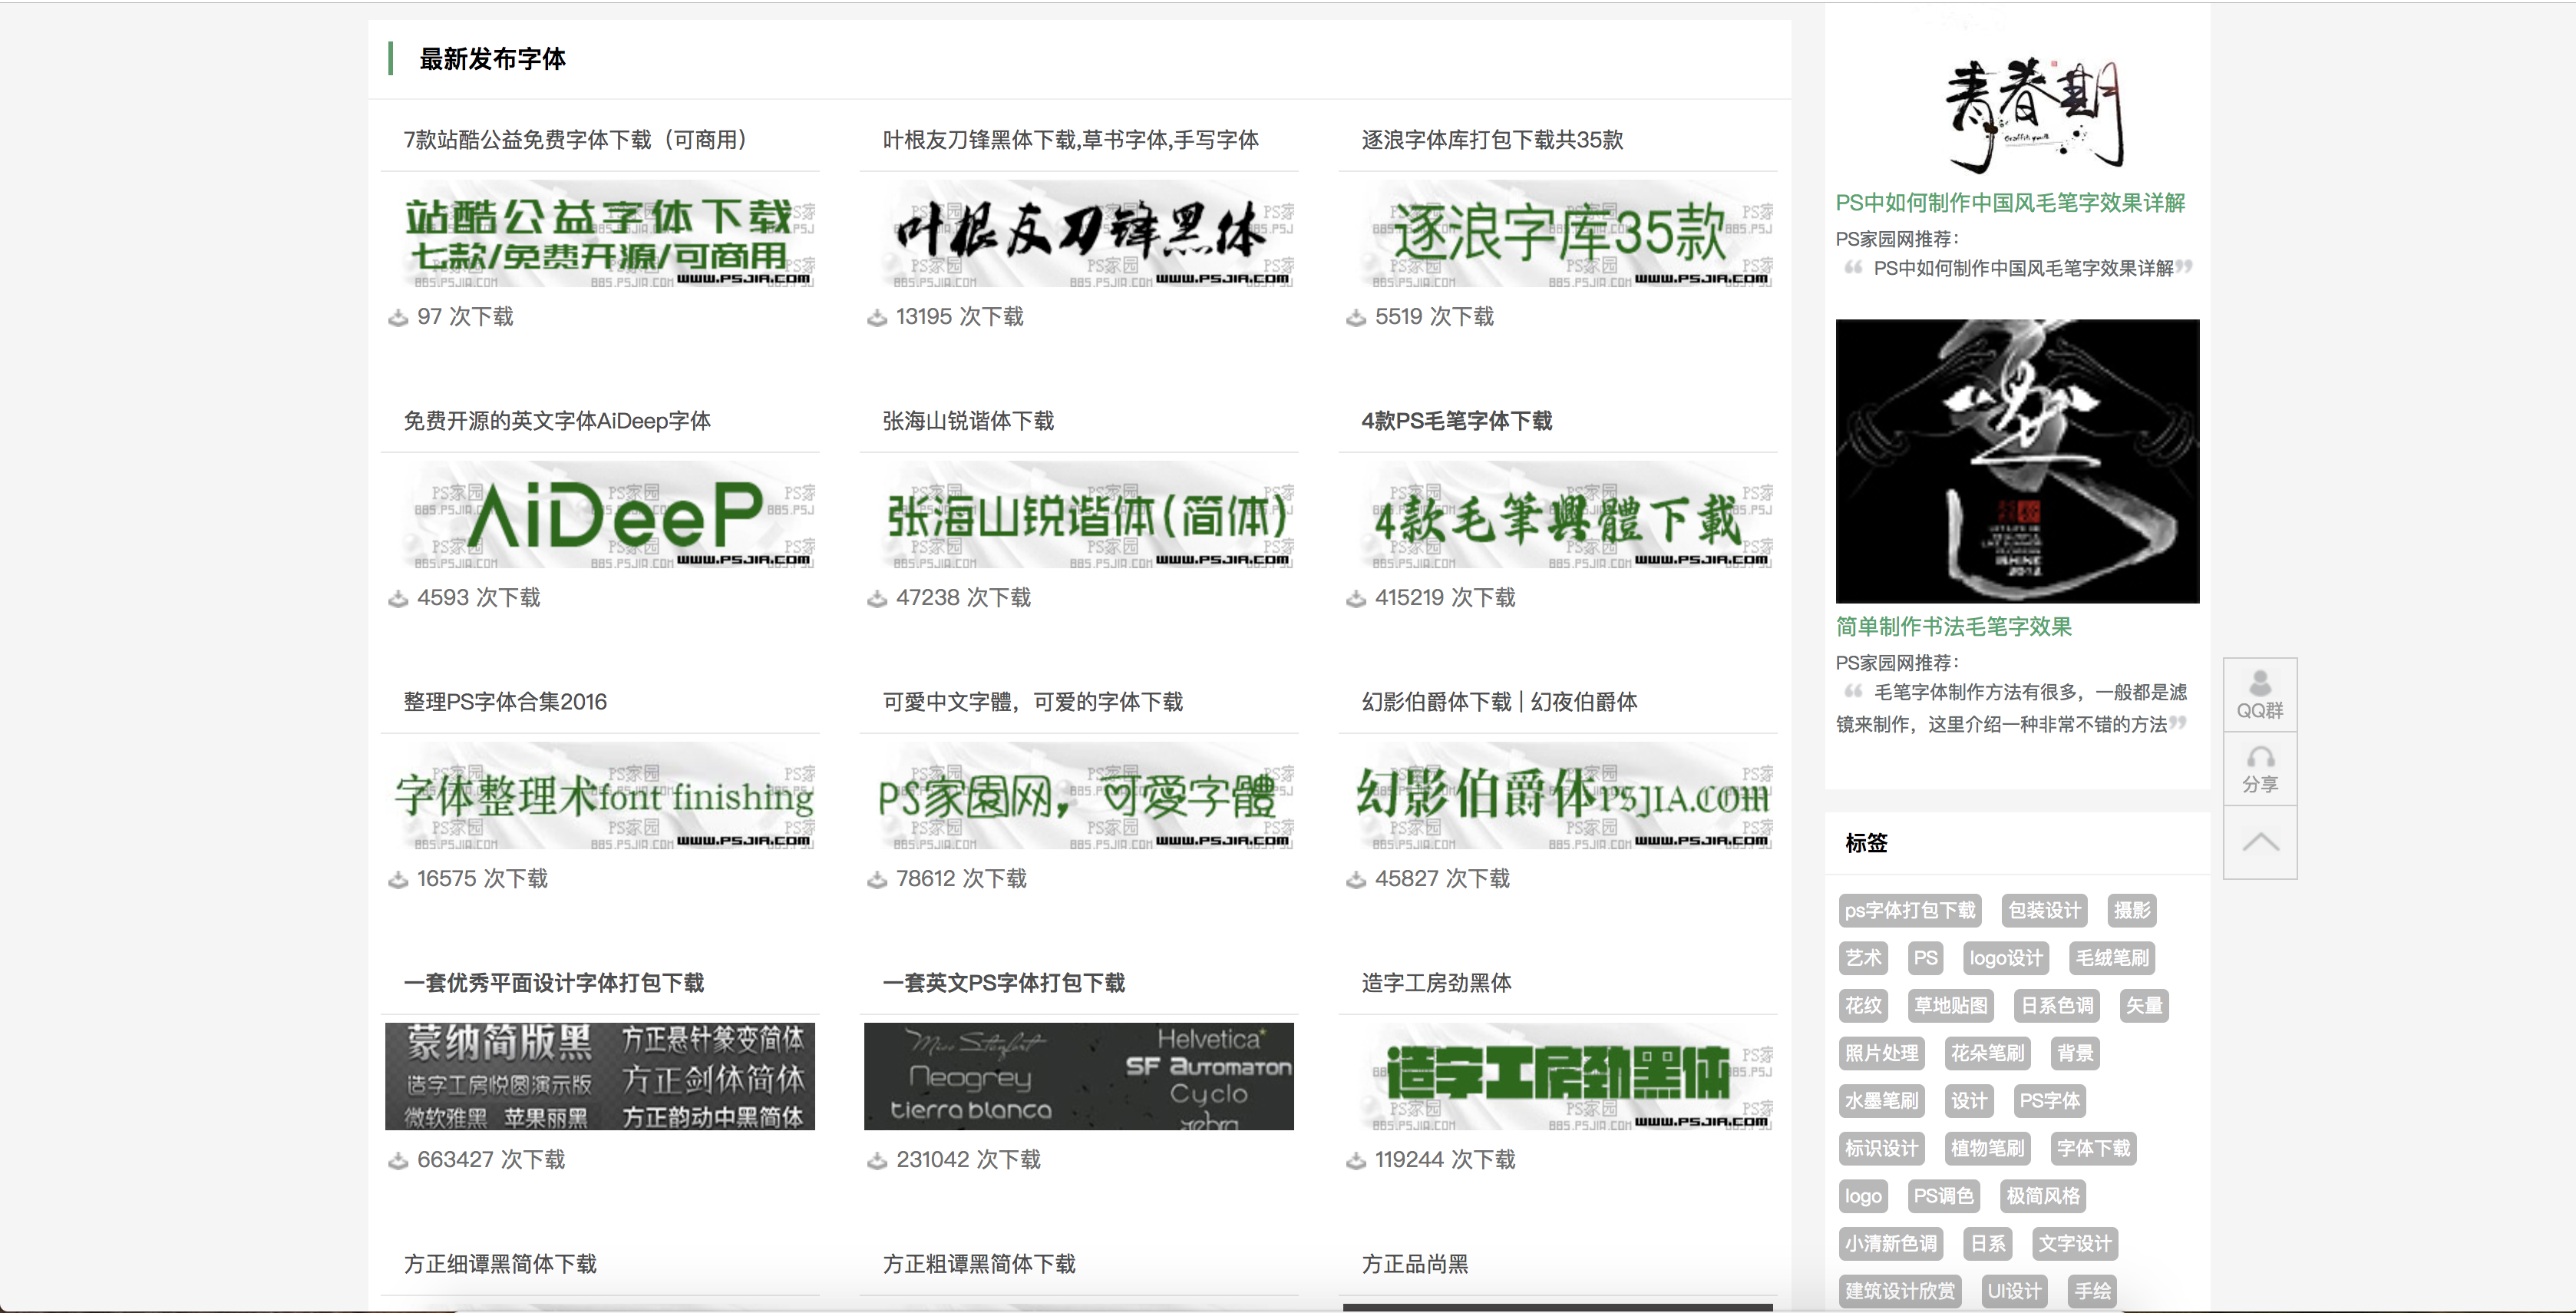 最新发布字体
7款站酷公益免费字体下载（可商用）
站酷公益字体下载
七款/免费开源/可商用
www.PSJIA.COM
97 次下载
叶根友刀锋黑体下载,草书字体,手写字体
叶根友刀锋黑体
www.PSJIA.COM
13195 次下载
逐浪字体库打包下载共35款
逐浪字库35款
www.PSJIA.COM
5519 次下载
免费开源的英文字体AiDeep字体
AiDeeP
www.PSJIA.COM
4593 次下载
张海山锐谐体下载
张海山锐谐体(简体)
www.PSJIA.COM
47238 次下载
4款PS毛笔字体下载
4款毛筆興體下載
www.PSJIA.COM
415219 次下载
整理PS字体合集2016
字体整理术font finishing
www.PSJIA.COM
16575 次下载
可愛中文字體，可爱的字体下载
PS家園网，可愛字體
www.PSJIA.COM
78612 次下载
幻影伯爵体下载 | 幻夜伯爵体
幻影伯爵体PSJIA.COM
www.PSJIA.COM
45827 次下载
一套优秀平面设计字体打包下载
蒙纳简版黑 方正悬针篆变简体
造字工房悦圆演示版 方正剑体简体
微软雅黑 苹果丽黑 方正韵动中黑简体
663427 次下载
一套英文PS字体打包下载
Helvetica*
SF Automaton
Neogrey
Cyclo
tierra blanca
zebra
231042 次下载
造字工房劲黑体
造字工房劲黑体
www.PSJIA.COM
119244 次下载
方正细谭黑简体下载
方正粗谭黑简体下载
方正品尚黑
青春期
PS中如何制作中国风毛笔字效果详解
PS家园网推荐：
“ PS中如何制作中国风毛笔字效果详解”
简单制作书法毛笔字效果
PS家园网推荐：
“ 毛笔字体制作方法有很多，一般都是滤
镜来制作，这里介绍一种非常不错的方法”
标签
ps字体打包下载 包装设计 摄影
艺术 PS logo设计 毛绒笔刷
花纹 草地贴图 日系色调 矢量
照片处理 花朵笔刷 背景
水墨笔刷 设计 PS字体
标识设计 植物笔刷 字体下载
logo PS调色 极简风格
小清新色调 日系 文字设计
建筑设计欣赏 UI设计 手绘
QQ群
分享